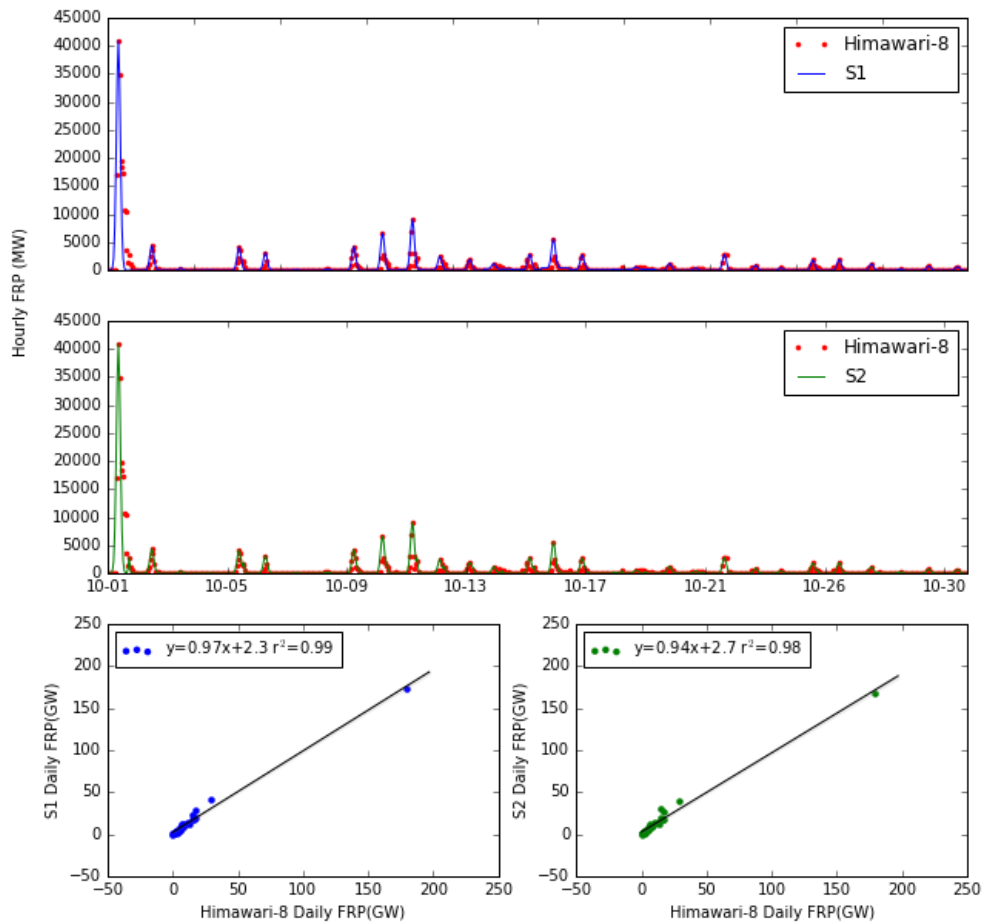 45000
40000
35000
30000
25000
20000
15000
10000
5000
0
Himawari-8
S1
Hourly FRP (MW)
45000
40000
35000
30000
25000
20000
15000
10000
5000
0
Himawari-8
S2
10-01 10-05 10-09 10-13 10-17 10-21 10-26 10-30
250
200
150
100
50
0
−50
S1 Daily FRP(GW)
y=0.97x+2.3 r²=0.99
−50 0 50 100 150 200 250
Himawari-8 Daily FRP(GW)
250
200
150
100
50
0
−50
S2 Daily FRP(GW)
y=0.94x+2.7 r²=0.98
−50 0 50 100 150 200 250
Himawari-8 Daily FRP(GW)